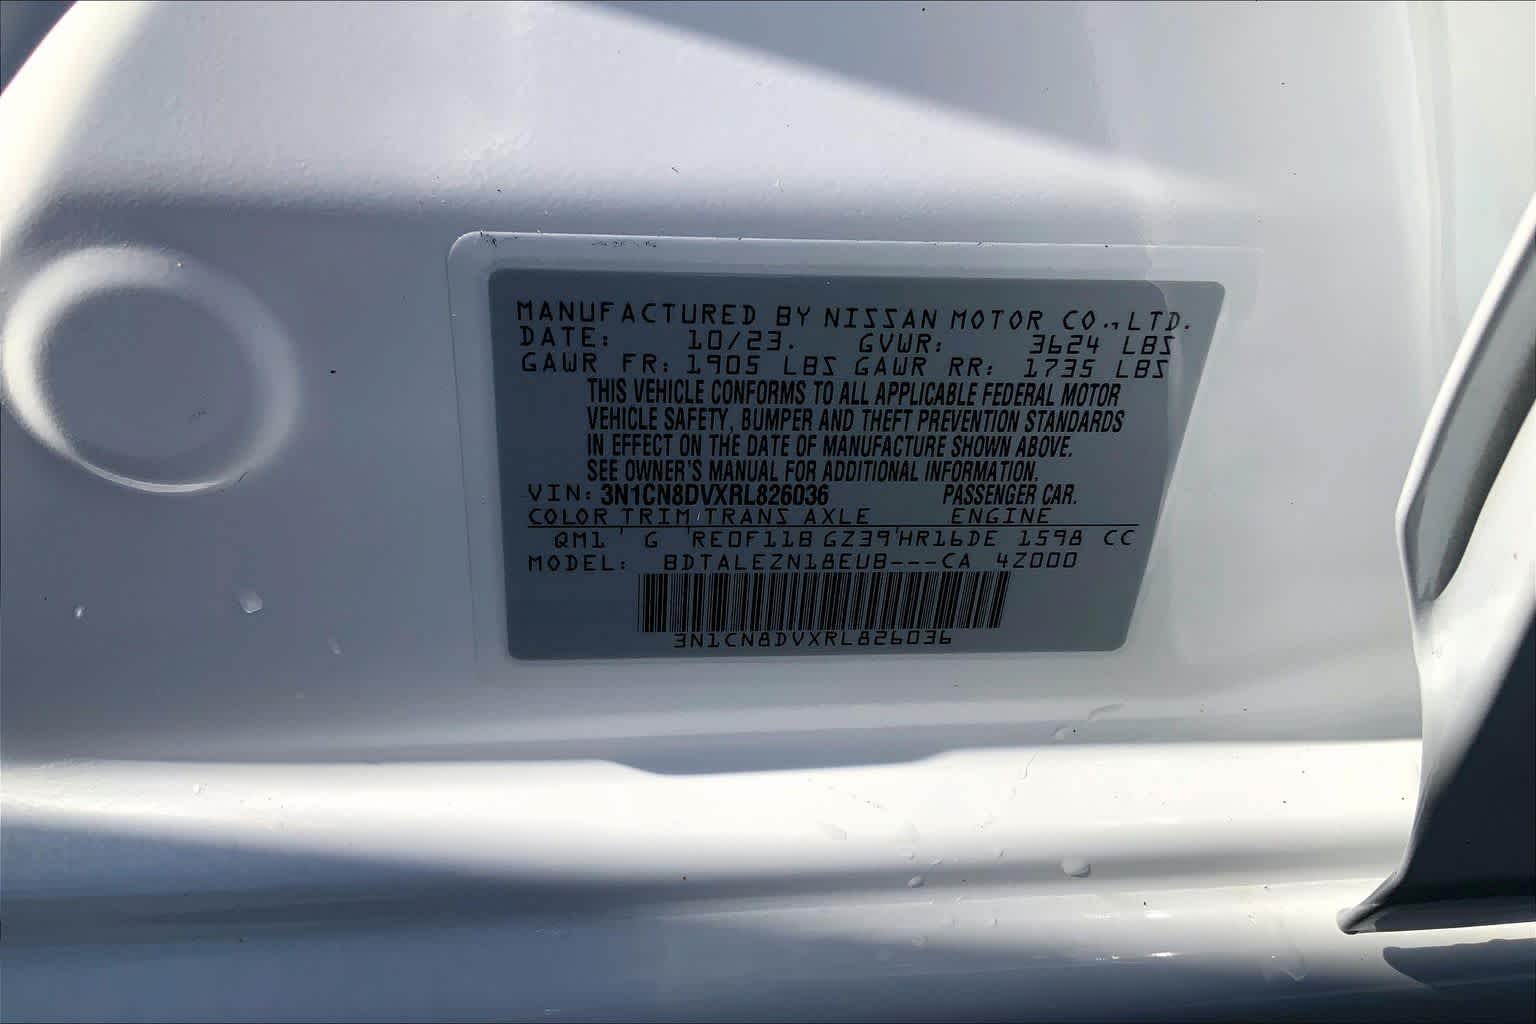 MANUFACTURED BY NISSAN MOTOR CO.,LTD.
DATE: 10/23. GVWR: 3624 LBS
GAWR FR: 1905 LBS GAWR RR: 1735 LBS
THIS VEHICLE CONFORMS TO ALL APPLICABLE FEDERAL MOTOR
VEHICLE SAFETY, BUMPER AND THEFT PREVENTION STANDARDS
IN EFFECT ON THE DATE OF MANUFACTURE SHOWN ABOVE.
SEE OWNER'S MANUAL FOR ADDITIONAL INFORMATION.
VIN: 3N1CN8DVXRL826036 PASSENGER CAR.
COLOR TRIM TRANS AXLE ENGINE
QM1 ' G 'RE0F11B GZ39'HR16DE 1598 CC
MODEL: BDTALEZN18EUB---CA 4Z000
3N1CN8DVXRL826036